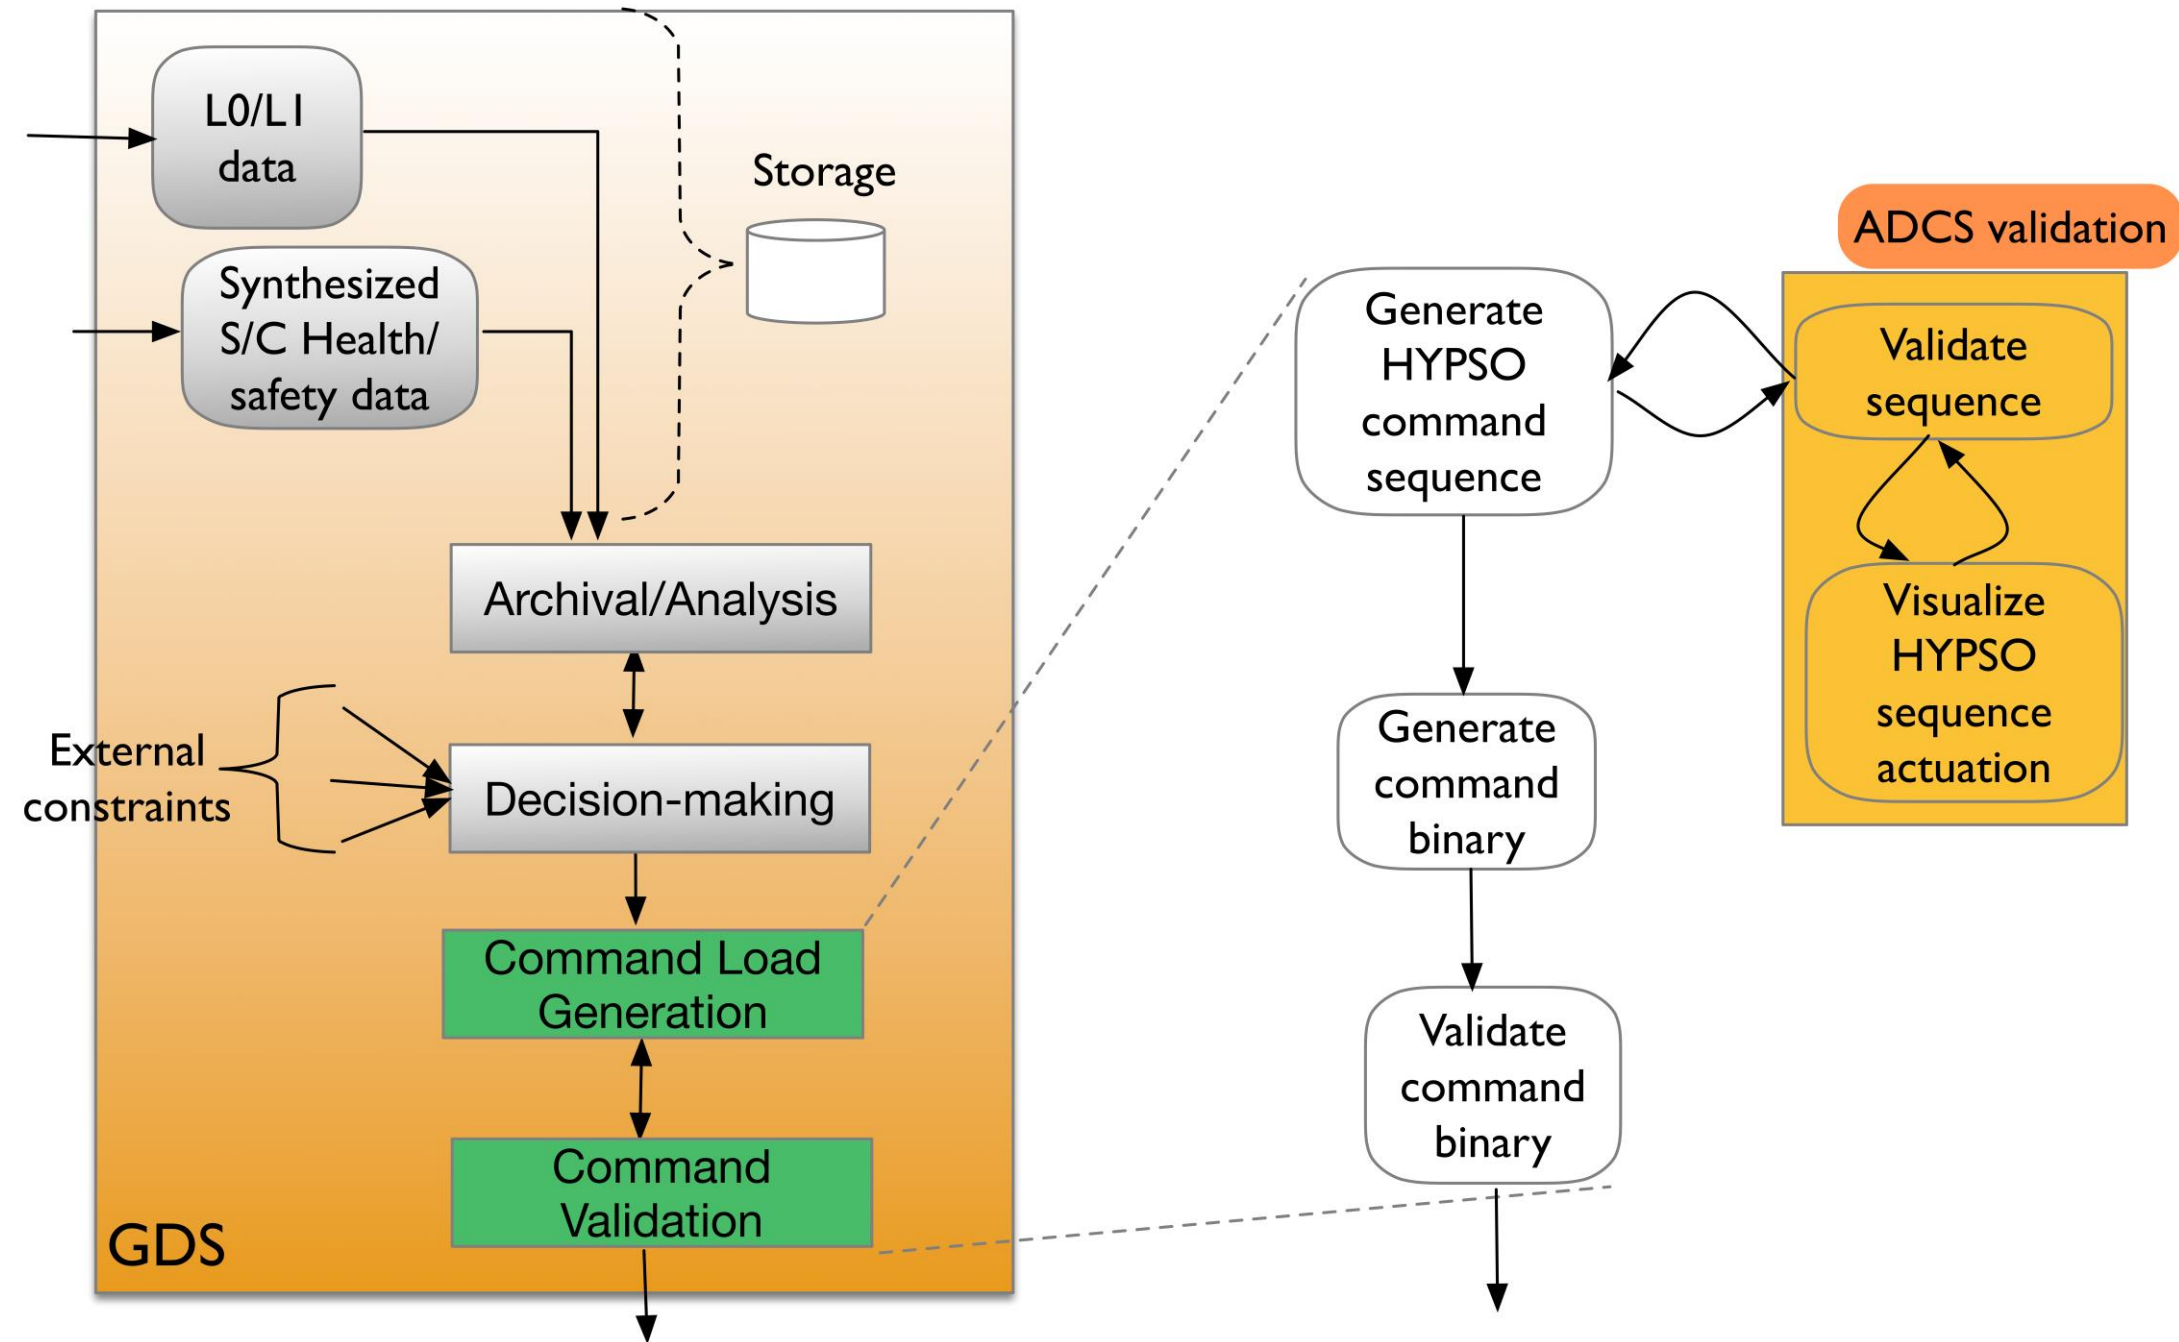 L0/L1
data
Storage
Synthesized
S/C Health/
safety data
Archival/Analysis
External
constraints
Decision-making
Command Load
Generation
Command
Validation
GDS
ADCS validation
Generate
HYPSO
command
sequence
Validate
sequence
Visualize
HYPSO
sequence
actuation
Generate
command
binary
Validate
command
binary